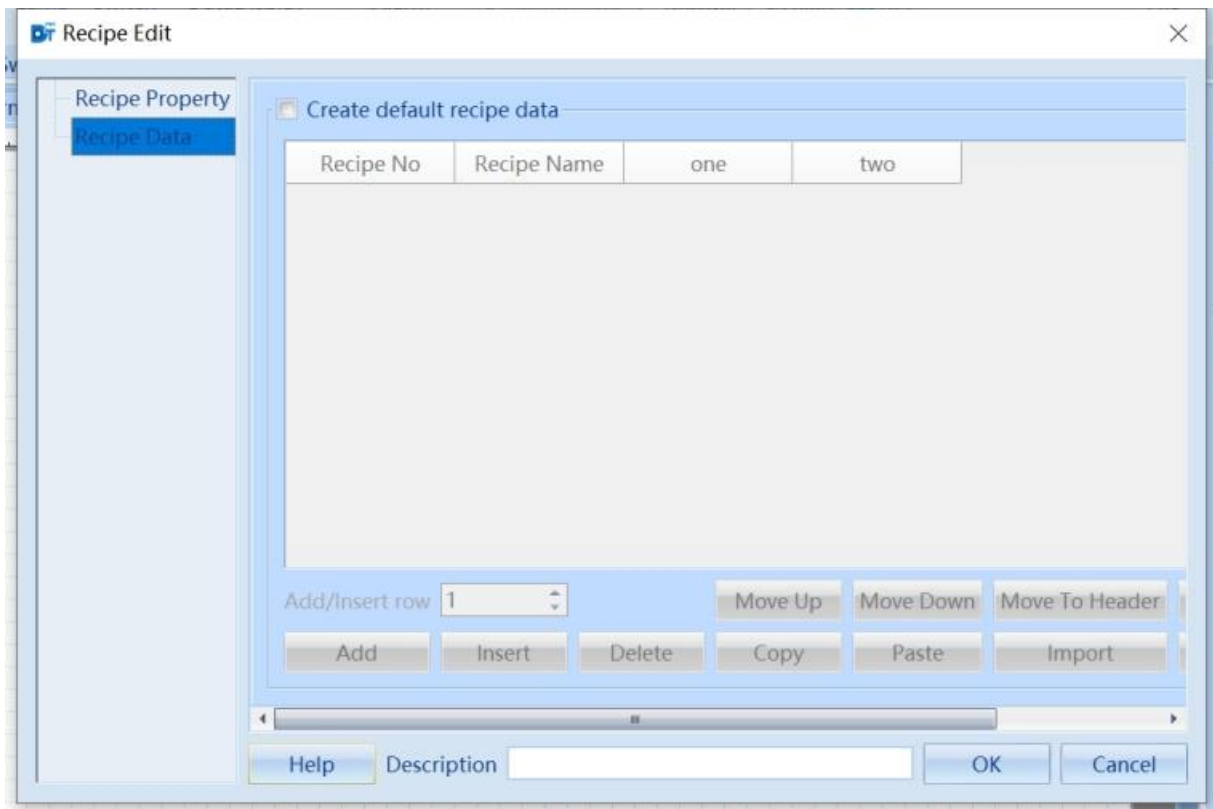 Recipe Edit
Recipe Property
Recipe Data
Create default recipe data
Recipe No Recipe Name one two
Add/Insert row 1 Move Up Move Down Move To Header
Add Insert Delete Copy Paste Import
Help Description OK Cancel